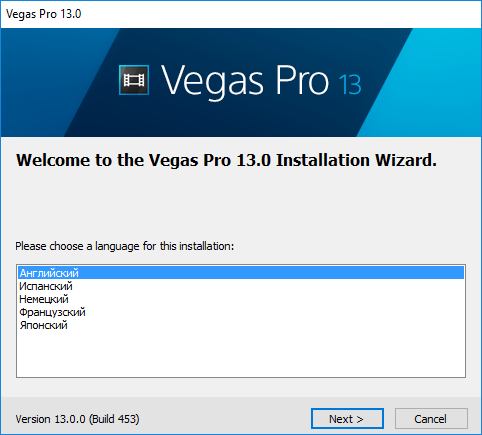 Vegas Pro 13.0
Vegas Pro 13
Welcome to the Vegas Pro 13.0 Installation Wizard.
Please choose a language for this installation:
Английский
Испанский
Немецкий
Французский
Японский
Version 13.0.0 (Build 453)
Next >
Cancel